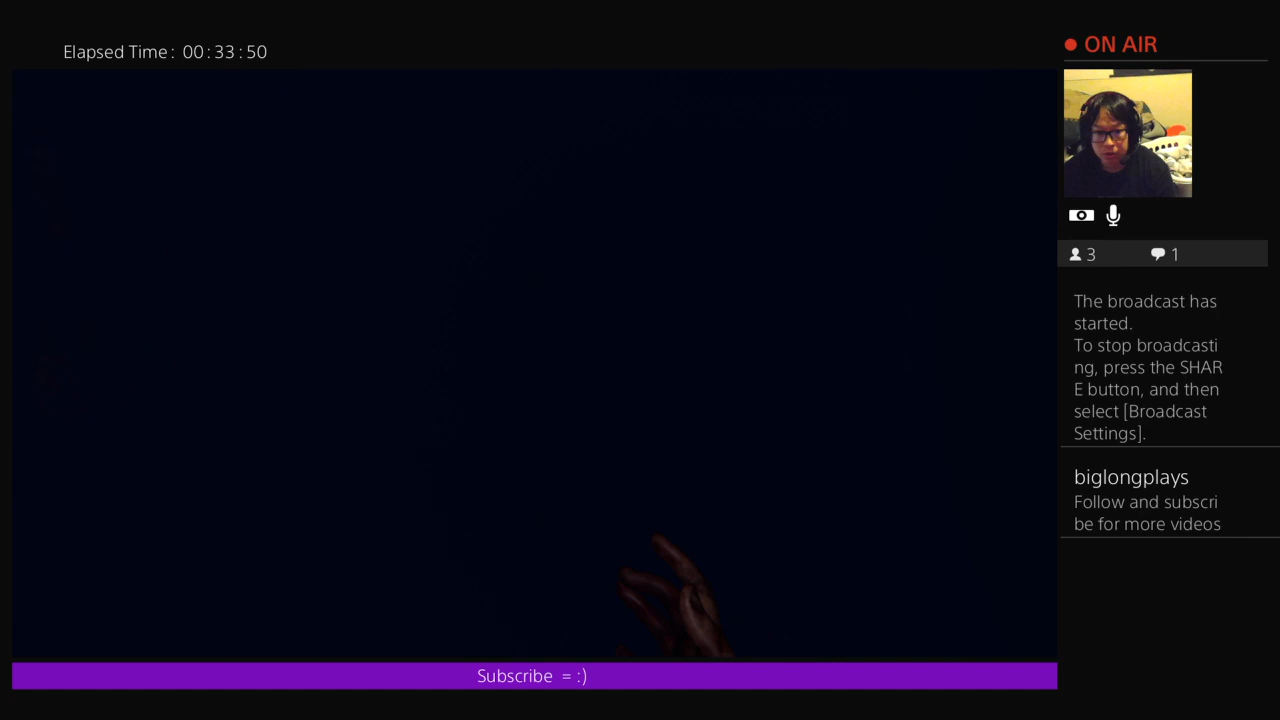 Elapsed Time: 00:33:50
ON AIR
3 1
The broadcast has
started.
To stop broadcasti
ng, press the SHAR
E button, and then
select [Broadcast
Settings].
biglongplays
Follow and subscri
be for more videos
Subscribe = :)